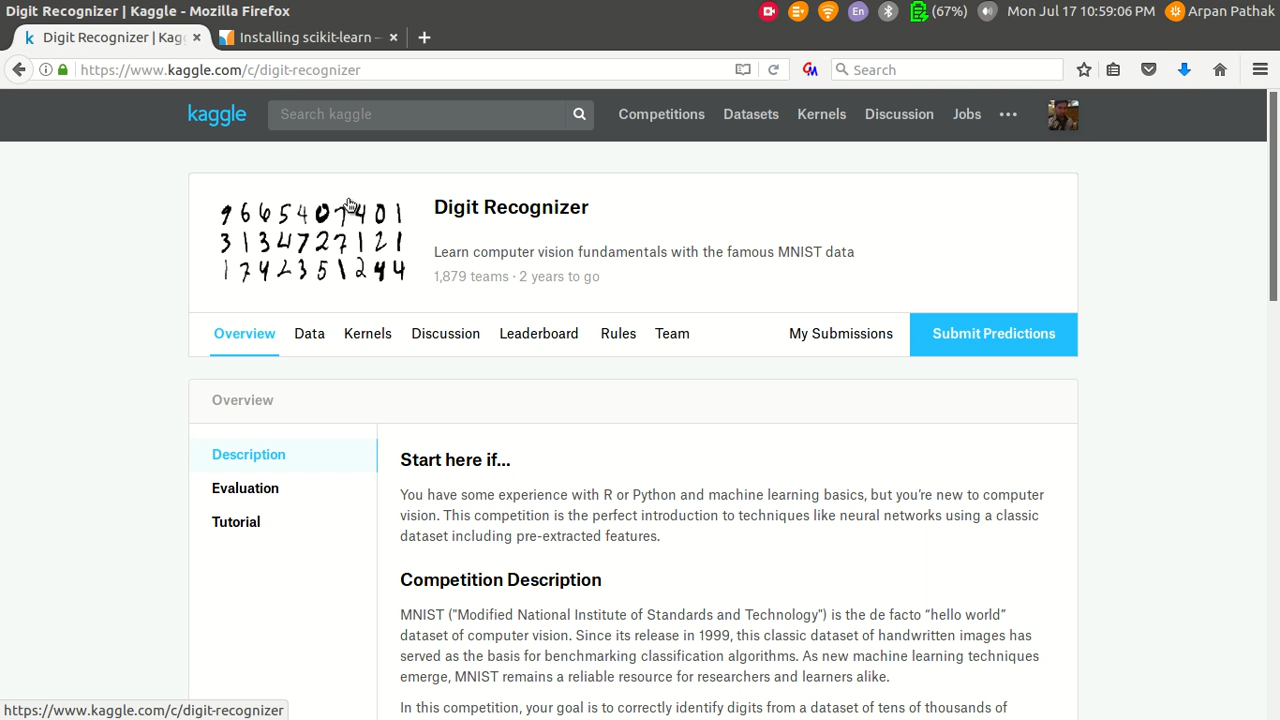 Digit Recognizer | Kaggle - Mozilla Firefox
En
(67%)
Mon Jul 17 10:59:06 PM
Arpan Pathak
k Digit Recognizer | Kag
Installing scikit-learn –
https://www.kaggle.com/c/digit-recognizer
Search
kaggle
Search kaggle
Competitions
Datasets
Kernels
Discussion
Jobs
9 6 6 5 4 0 7 4 0 1
3 1 3 4 7 2 7 1 2 1
1 7 4 2 3 5 1 2 4 4
Digit Recognizer
Learn computer vision fundamentals with the famous MNIST data
1,879 teams · 2 years to go
Overview
Data
Kernels
Discussion
Leaderboard
Rules
Team
My Submissions
Submit Predictions
Overview
Description
Evaluation
Tutorial
Start here if...
You have some experience with R or Python and machine learning basics, but you're new to computer
vision. This competition is the perfect introduction to techniques like neural networks using a classic
dataset including pre-extracted features.
Competition Description
MNIST ("Modified National Institute of Standards and Technology") is the de facto “hello world”
dataset of computer vision. Since its release in 1999, this classic dataset of handwritten images has
served as the basis for benchmarking classification algorithms. As new machine learning techniques
emerge, MNIST remains a reliable resource for researchers and learners alike.
In this competition, your goal is to correctly identify digits from a dataset of tens of thousands of
https://www.kaggle.com/c/digit-recognizer